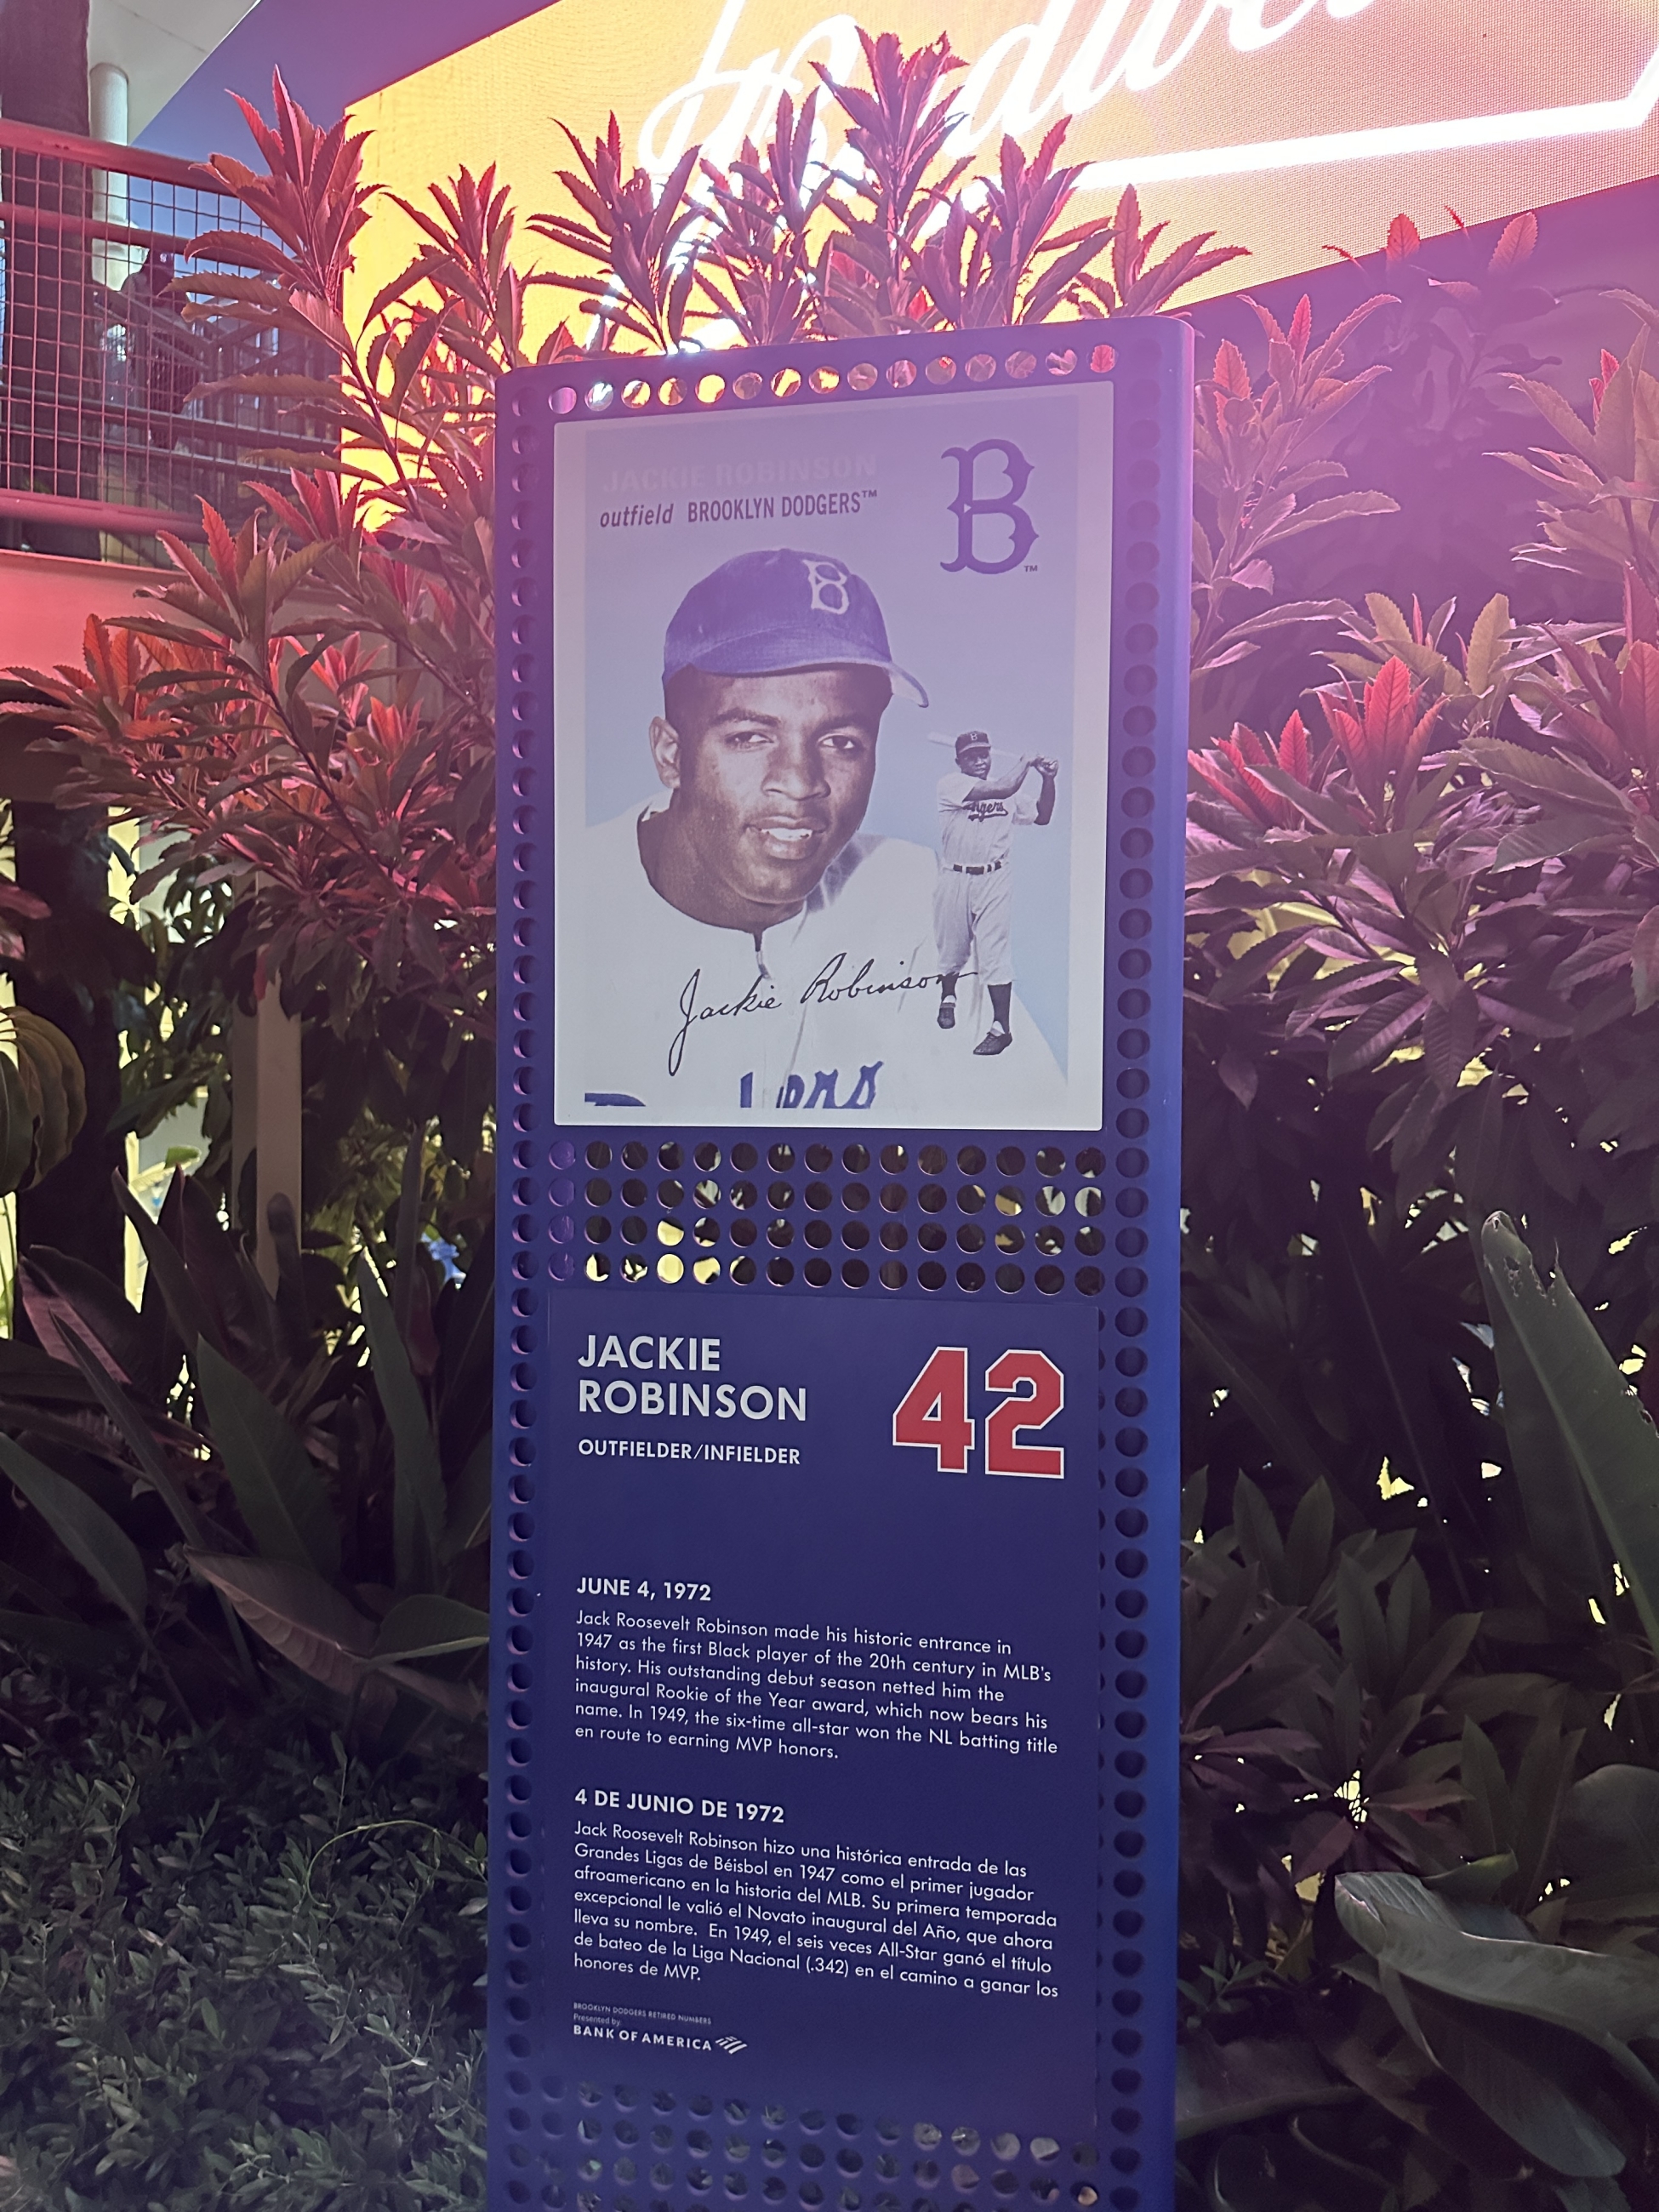 JACKIE ROBINSON
outfield BROOKLYN DODGERS™
B
TM
B
B
Jackie Robinson
JACKIE
ROBINSON
42
OUTFIELDER/INFIELDER
JUNE 4, 1972
Jack Roosevelt Robinson made his historic entrance in
1947 as the first Black player of the 20th century in MLB's
history. His outstanding debut season netted him the
inaugural Rookie of the Year award, which now bears his
name. In 1949, the six-time all-star won the NL batting title
en route to earning MVP honors.
4 DE JUNIO DE 1972
Jack Roosevelt Robinson hizo una histórica entrada de las
Grandes Ligas de Béisbol en 1947 como el primer jugador
afroamericano en la historia del MLB. Su primera temporada
excepcional le valió el Novato inaugural del Año, que ahora
lleva su nombre. En 1949, el seis veces All-Star ganó el título
de bateo de la Liga Nacional (.342) en el camino a ganar los
honores de MVP.
BROOKLYN DODGERS RETIRED NUMBERS
Presented by
BANK OF AMERICA